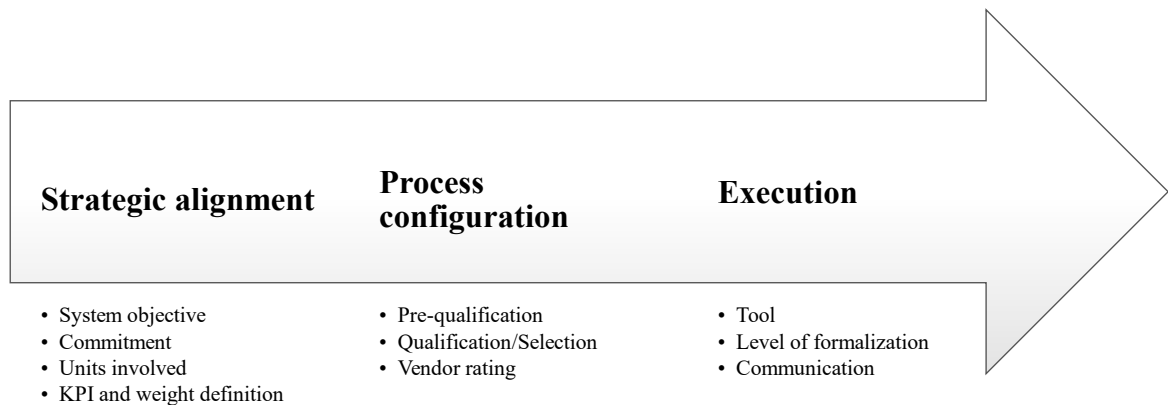 Strategic alignment
Process
configuration
Execution
• System objective
• Commitment
• Units involved
• KPI and weight definition
• Pre-qualification
• Qualification/Selection
• Vendor rating
• Tool
• Level of formalization
• Communication